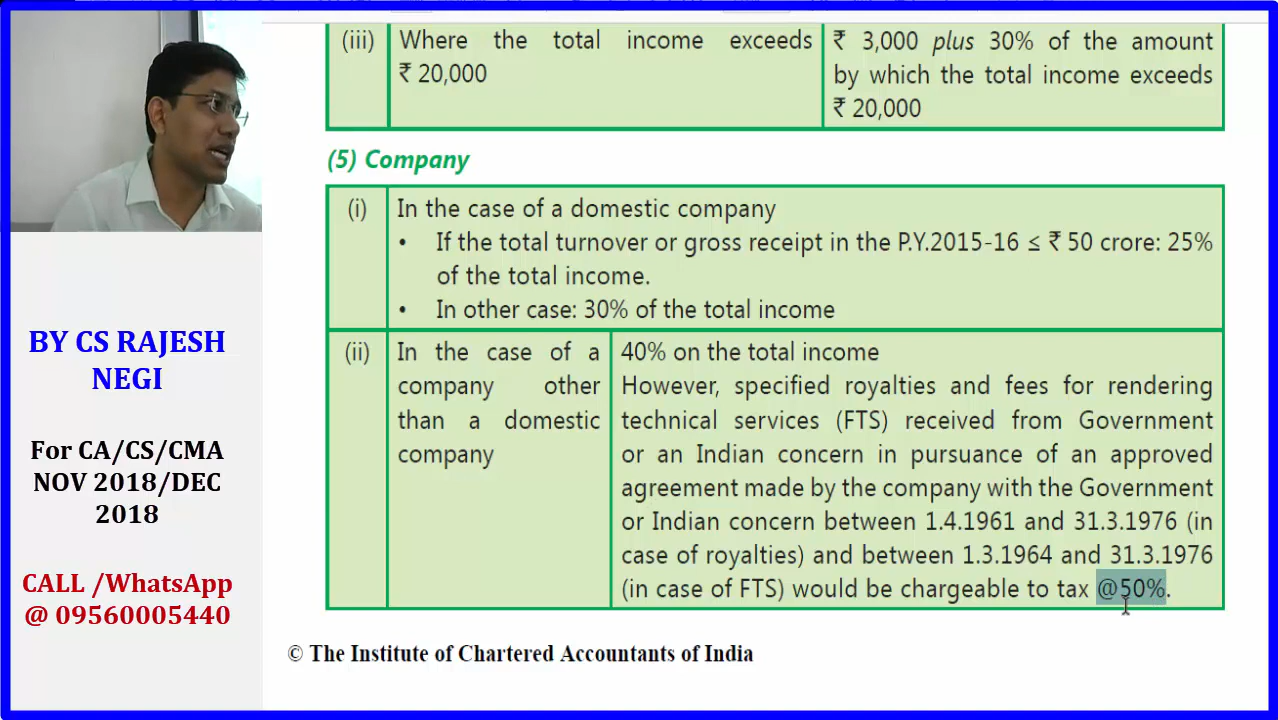 (iii) Where the total income exceeds
₹ 20,000
₹ 3,000 plus 30% of the amount
by which the total income exceeds
₹ 20,000
(5) Company
(i) In the case of a domestic company
• If the total turnover or gross receipt in the P.Y.2015-16 ≤ ₹ 50 crore: 25%
of the total income.
• In other case: 30% of the total income
(ii) In the case of a
company other
than a domestic
company
40% on the total income
However, specified royalties and fees for rendering
technical services (FTS) received from Government
or an Indian concern in pursuance of an approved
agreement made by the company with the Government
or Indian concern between 1.4.1961 and 31.3.1976 (in
case of royalties) and between 1.3.1964 and 31.3.1976
(in case of FTS) would be chargeable to tax @50%.
© The Institute of Chartered Accountants of India
BY CS RAJESH
NEGI
For CA/CS/CMA
NOV 2018/DEC
2018
CALL /WhatsApp
@ 09560005440